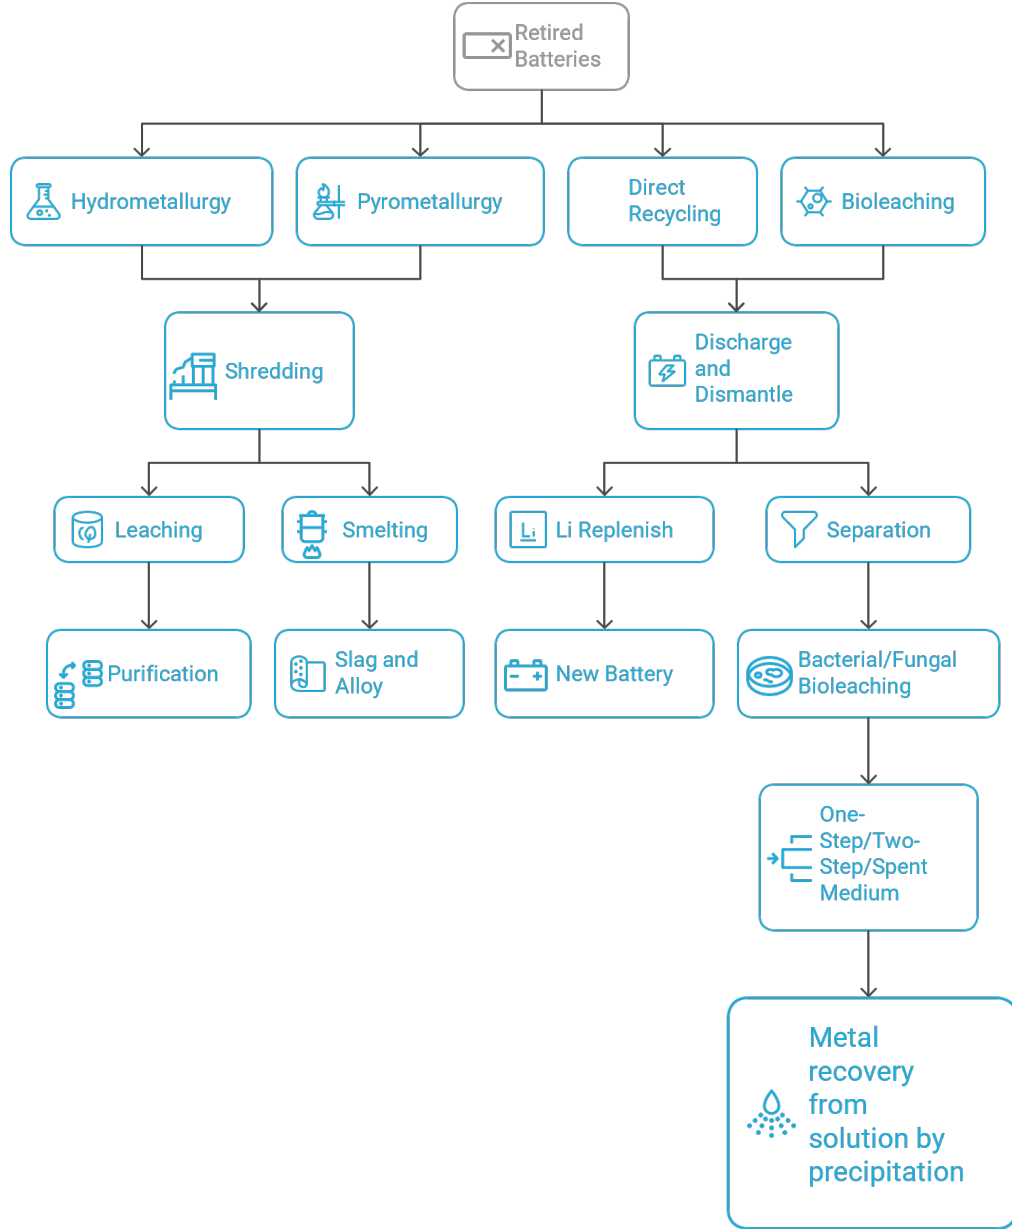 Retired
Batteries
Hydrometallurgy
Pyrometallurgy
Direct
Recycling
Bioleaching
Shredding
Discharge
and
Dismantle
Leaching
Smelting
Li
Li Replenish
Separation
Purification
Slag and
Alloy
New Battery
Bacterial/Fungal
Bioleaching
One-
Step/Two-
Step/Spent
Medium
Metal
recovery
from
solution by
precipitation